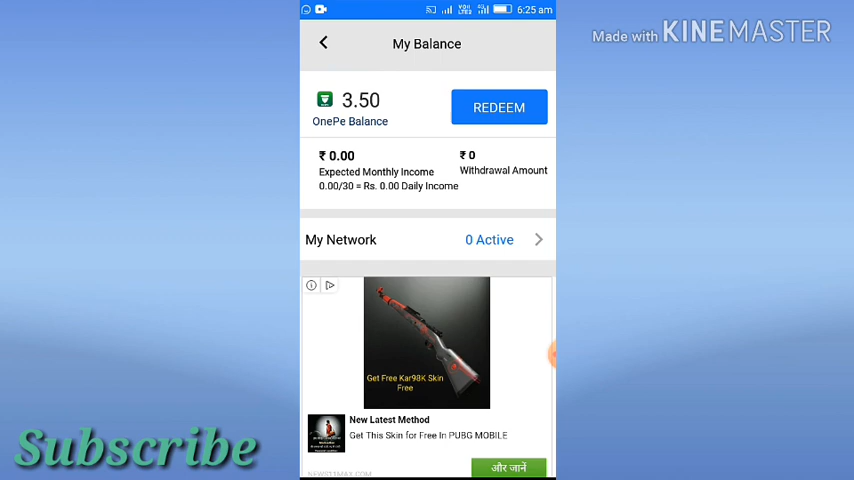 6:25 am
Made with KINEMASTER
My Balance
3.50
REDEEM
OnePe Balance
₹ 0.00
₹ 0
Expected Monthly Income
Withdrawal Amount
0.00/30 = Rs. 0.00 Daily Income
My Network
0 Active
Get Free Kar98K Skin
Free
New Latest Method
Get This Skin for Free In PUBG MOBILE
और जानें
Subscribe